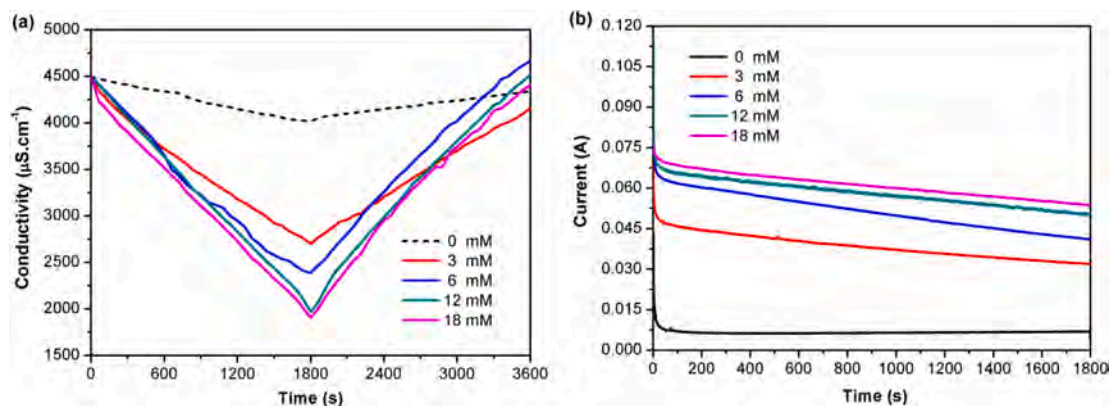 (a)
5000
4500
4000
3500
3000
2500
2000
1500
Conductivity (μS.cm⁻¹)
0 mM
3 mM
6 mM
12 mM
18 mM
0 600 1200 1800 2400 3000 3600
Time (s)
(b)
0.120
0.105
0.090
0.075
0.060
0.045
0.030
0.015
0.000
Current (A)
0 mM
3 mM
6 mM
12 mM
18 mM
0 200 400 600 800 1000 1200 1400 1600 1800
Time (s)